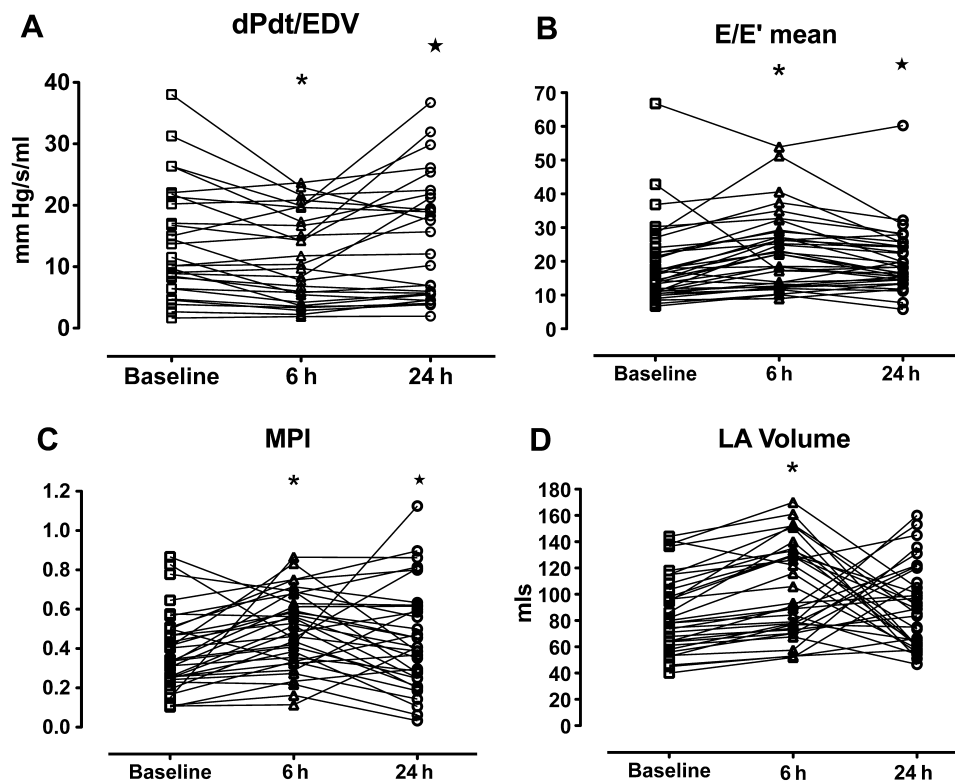 A
dPdt/EDV
★
*
40
30
20
10
0
mm Hg/s/ml
Baseline 6 h 24 h
B
E/E' mean
* ★
70
60
50
40
30
20
10
0
Baseline 6 h 24 h
C
MPI
* ★
1.2
1.0
0.8
0.6
0.4
0.2
0.0
Baseline 6 h 24 h
D
LA Volume
*
180
160
140
120
100
80
60
40
20
0
mls
Baseline 6 h 24 h